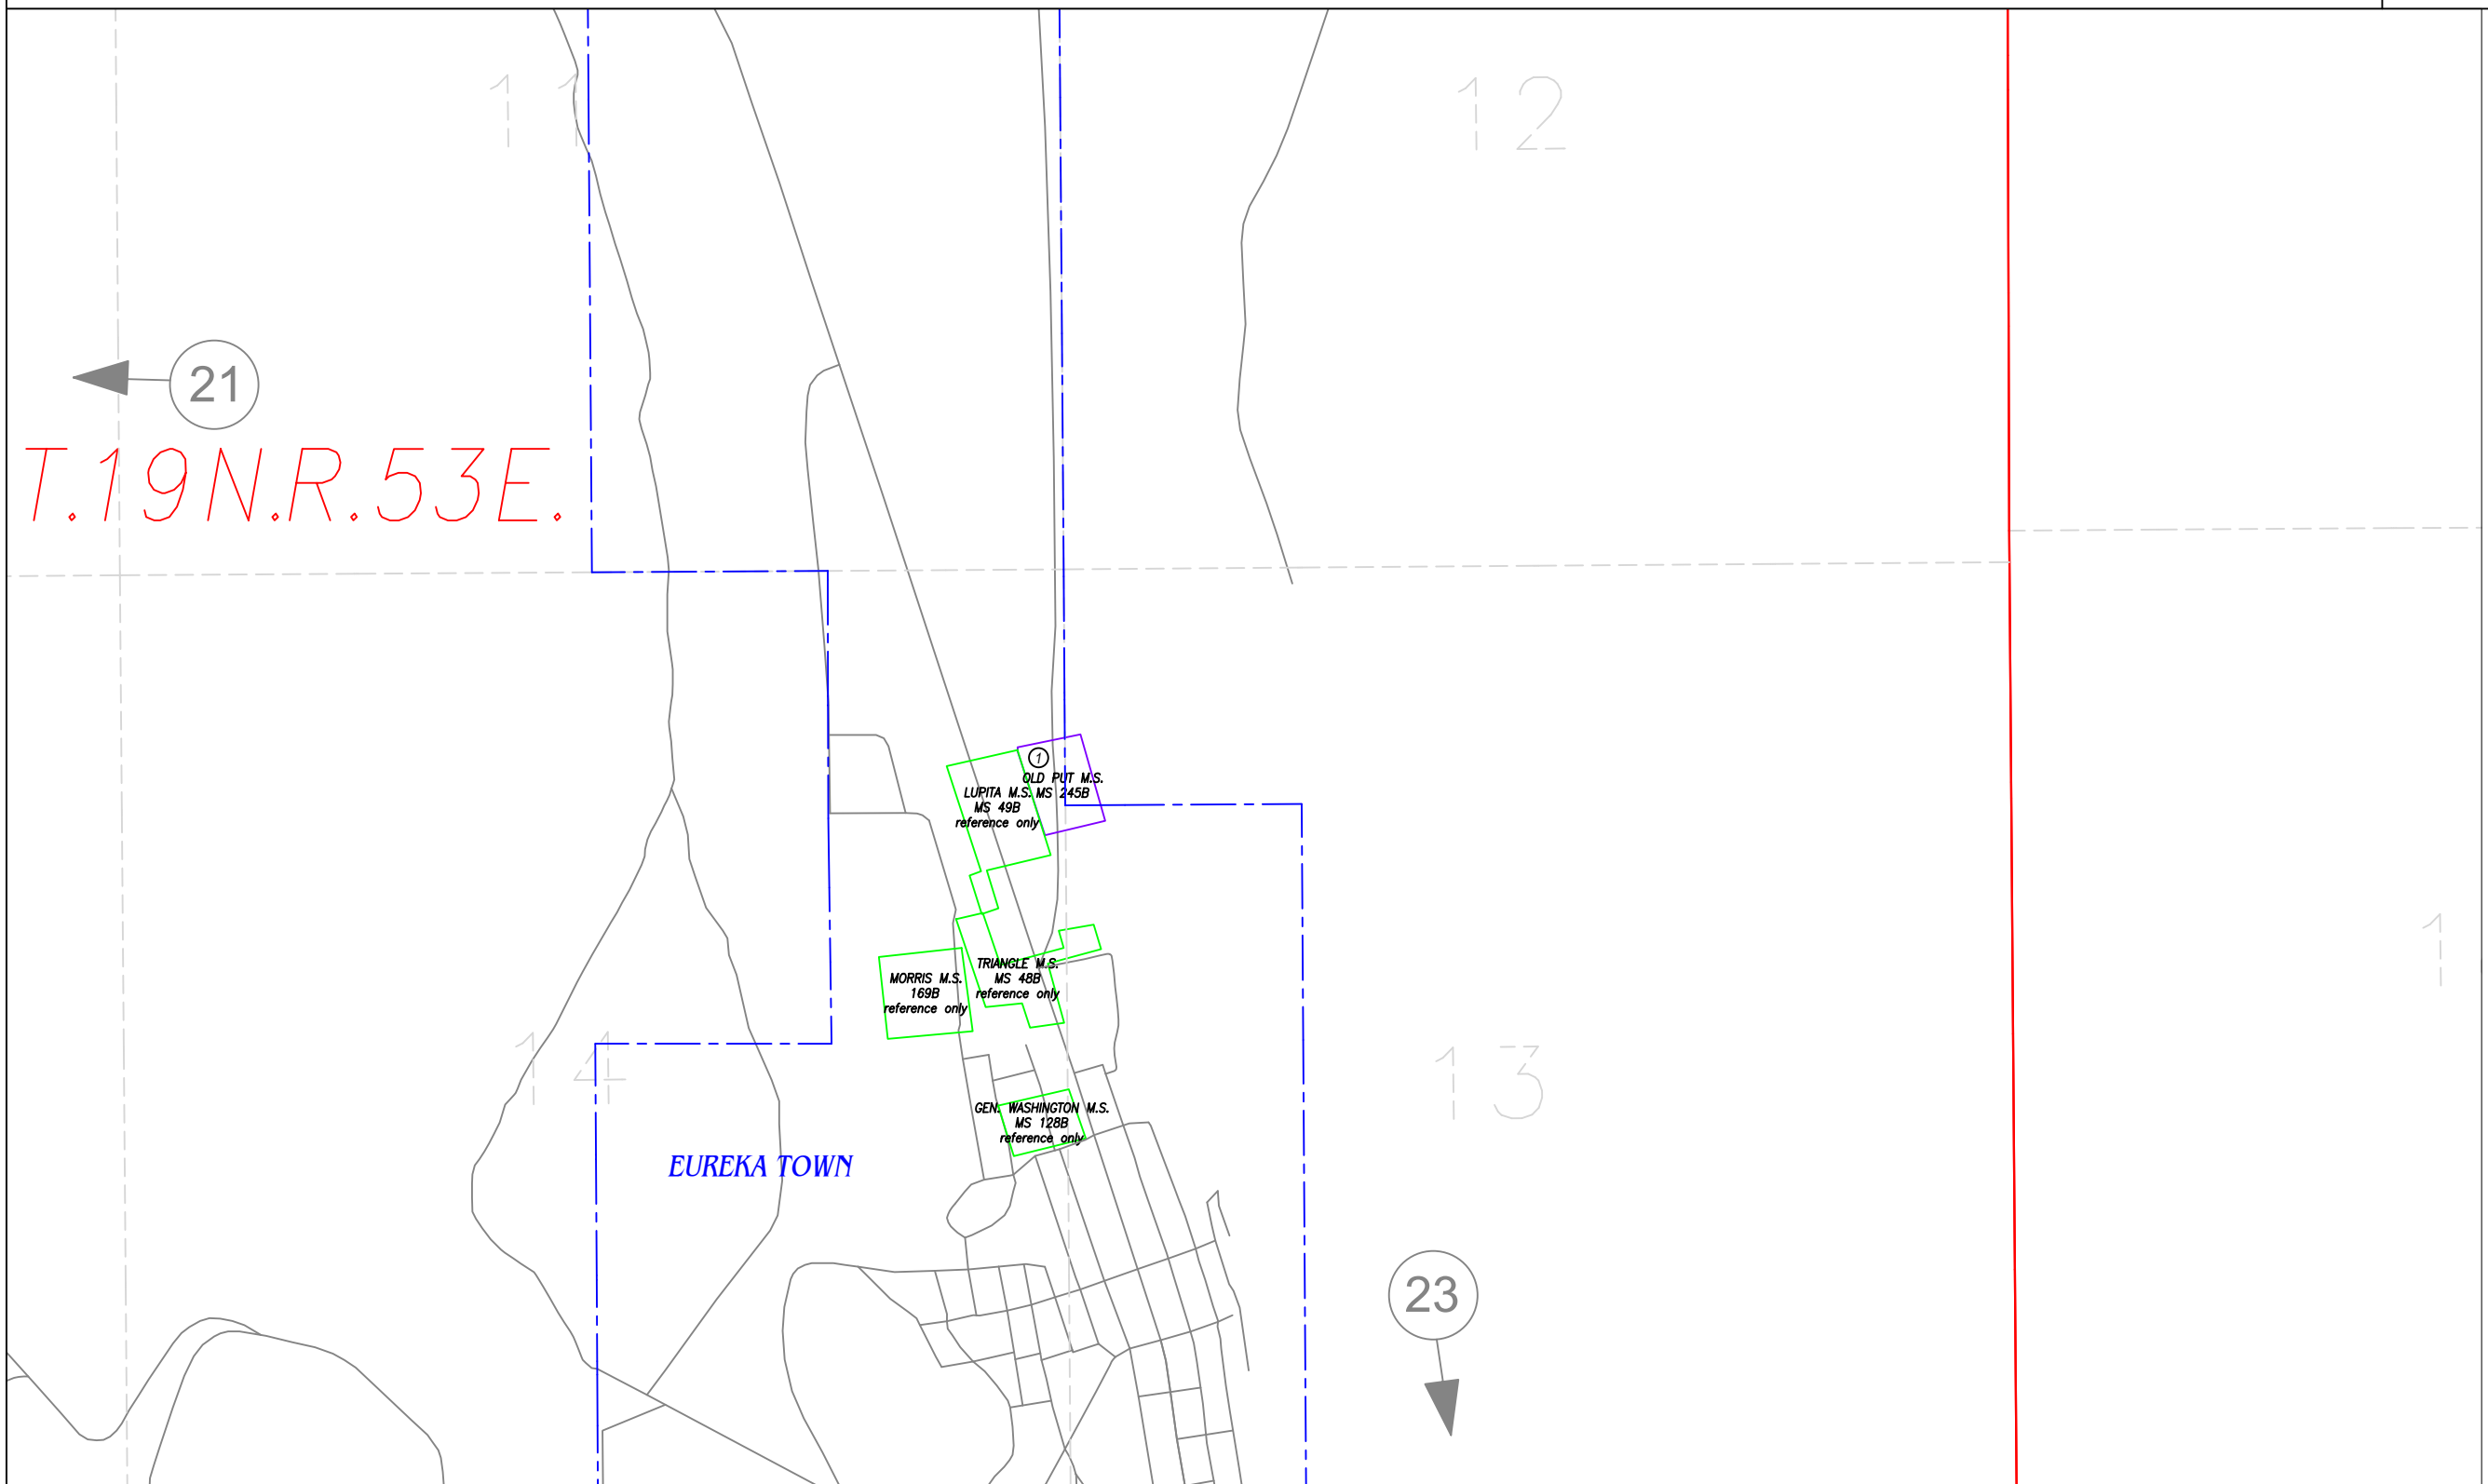 11
12
21
T.19N.R.53E.
1
OLD PUT M.S.
MS 245B
LUPITA M.S.
MS 49B
reference only
TRIANGLE M.S.
MS 48B
reference only
MORRIS M.S.
169B
reference only
1
14
13
GEN. WASHINGTON M.S.
MS 128B
reference only
EUREKA TOWN
23